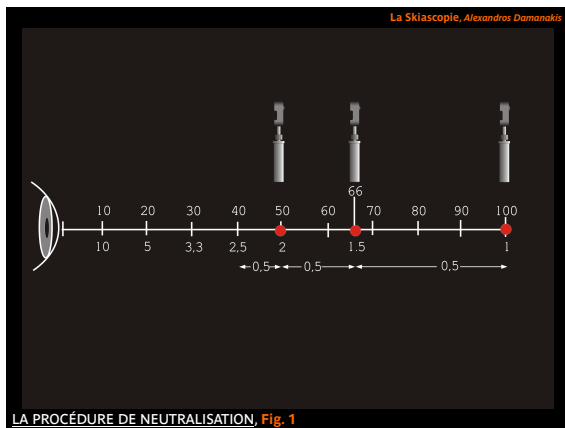 La Skiascopie, Alexandros Damanakis
66
10 20 30 40 50 60 70 80 90 100
10 5 3,3 2,5 2 1.5 1
0,5 0,5 0,5
LA PROCÉDURE DE NEUTRALISATION, Fig. 1